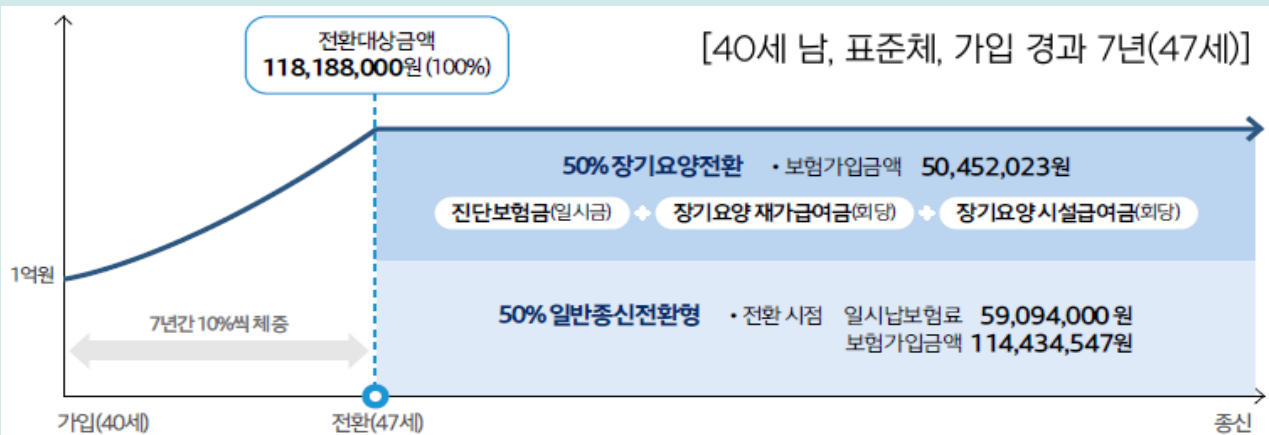 전환대상금액
118,188,000원(100%)
[40세 남, 표준체, 가입 경과 7년(47세)]
50% 장기요양전환 • 보험가입금액 50,452,023원
진단보험금(일시금) + 장기요양 재가급여금(회당) + 장기요양 시설급여금(회당)
1억원
7년간 10%씩 체증
50% 일반종신전환형 • 전환 시점 일시납보험료 59,094,000원
보험가입금액 114,434,547원
가입(40세) 전환(47세) 종신